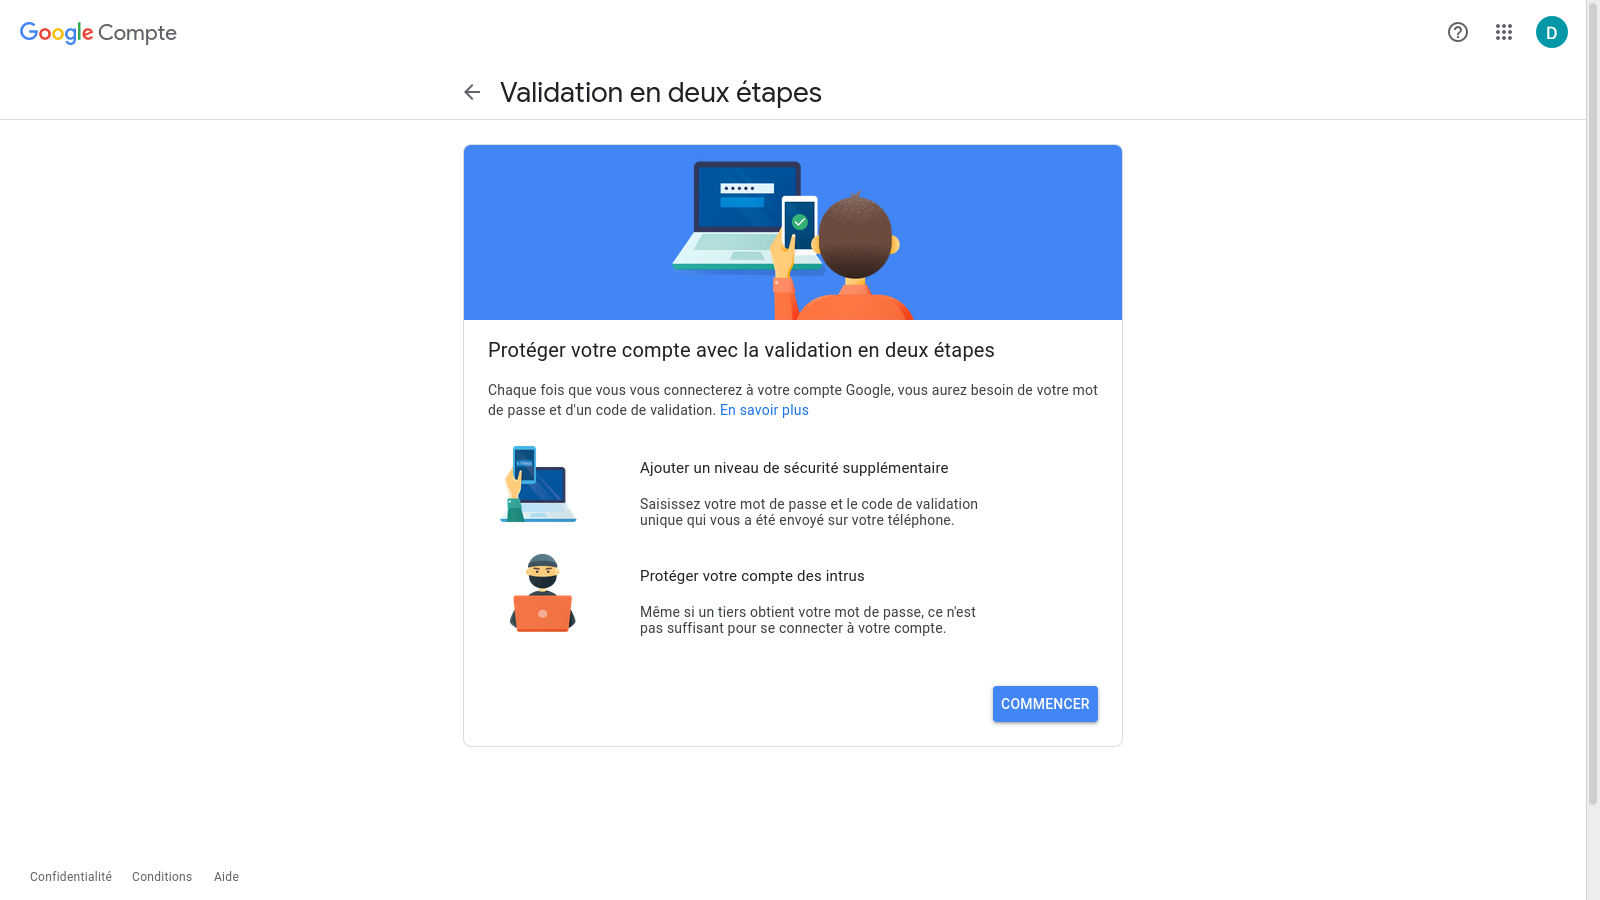 Google Compte
D
Validation en deux étapes
Protéger votre compte avec la validation en deux étapes
Chaque fois que vous vous connecterez à votre compte Google, vous aurez besoin de votre mot
de passe et d'un code de validation. En savoir plus
Ajouter un niveau de sécurité supplémentaire
Saisissez votre mot de passe et le code de validation
unique qui vous a été envoyé sur votre téléphone.
Protéger votre compte des intrus
Même si un tiers obtient votre mot de passe, ce n'est
pas suffisant pour se connecter à votre compte.
COMMENCER
Confidentialité Conditions Aide